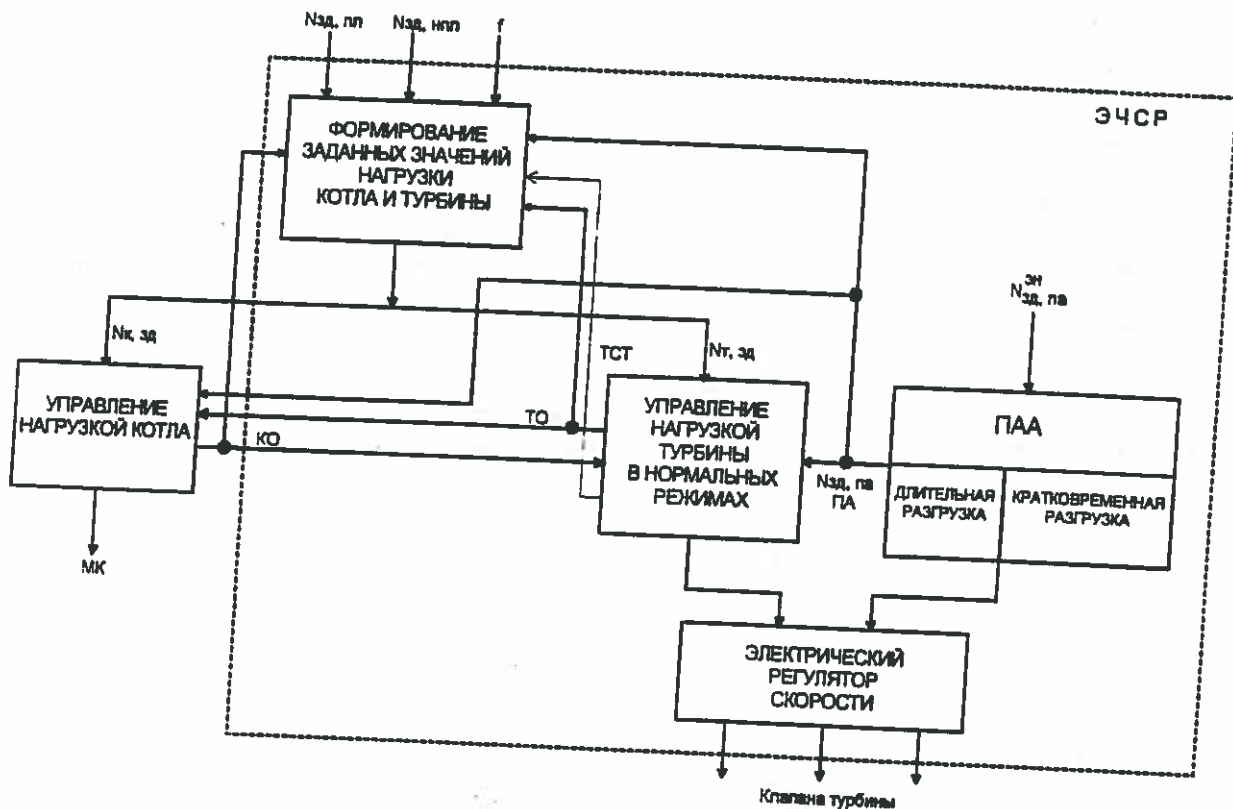 Nзд, пл Nзд, нпл f
ЭЧСР
ФОРМИРОВАНИЕ
ЗАДАННЫХ ЗНАЧЕНИЙ
НАГРУЗКИ
КОТЛА И ТУРБИНЫ
Nзд, па эн
Nк, зд
ТСТ
Nт, зд
УПРАВЛЕНИЕ
НАГРУЗКОЙ КОТЛА
ТО
КО
УПРАВЛЕНИЕ
НАГРУЗКОЙ
ТУРБИНЫ
В НОРМАЛЬНЫХ
РЕЖИМАХ
ПАА
Nзд, па
ПА
ДЛИТЕЛЬНАЯ
РАЗГРУЗКА
КРАТКОВРЕМЕННАЯ
РАЗГРУЗКА
МК
ЭЛЕКТРИЧЕСКИЙ
РЕГУЛЯТОР
СКОРОСТИ
Клапана турбины